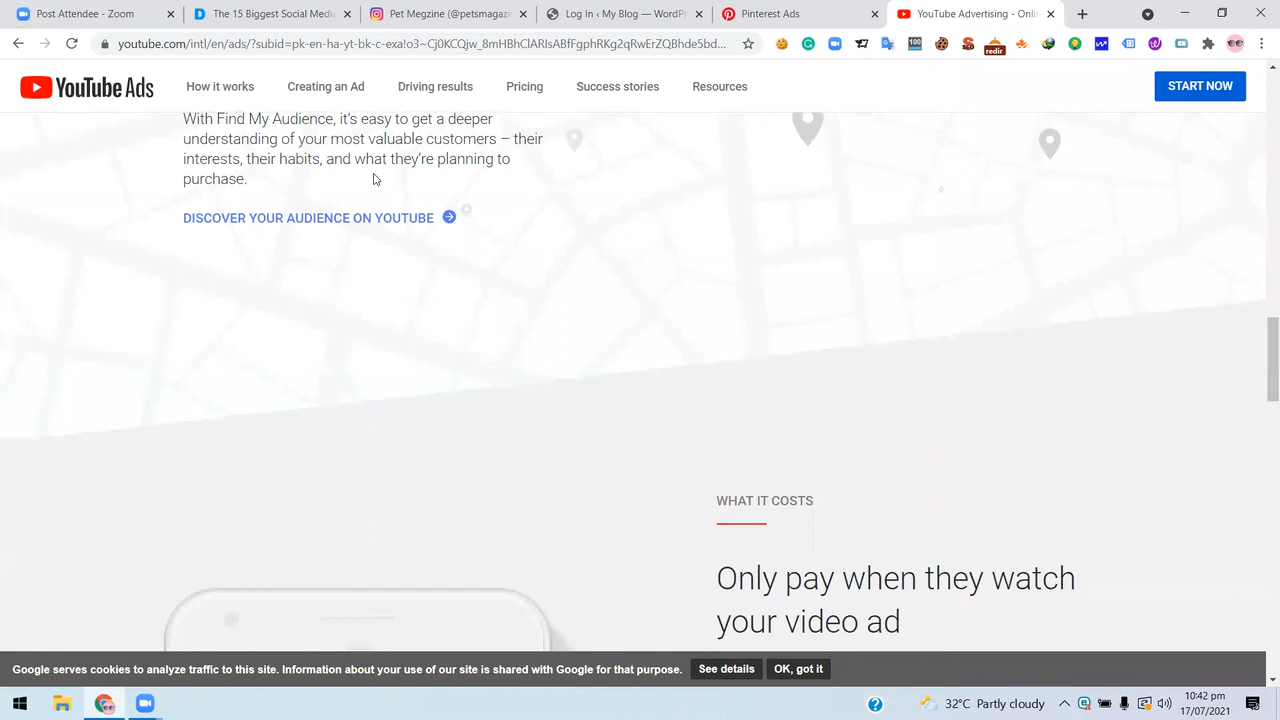 Post Attendee - Zoom
The 15 Biggest Social Media
Pet Megzine (@petsmagazi
Log In ‹ My Blog — WordPr
Pinterest Ads
YouTube Advertising - Onli
youtube.com/intl/en_in/ads/?subid=in-en-ha-yt-bk-c-exa!o3~Cj0KCQjw_8mHBhClARIsABfFgphRKg2qRwErZQBhde5bd...
100
redir
YouTube Ads
How it works
Creating an Ad
Driving results
Pricing
Success stories
Resources
START NOW
With Find My Audience, it’s easy to get a deeper
understanding of your most valuable customers – their
interests, their habits, and what they’re planning to
purchase.
DISCOVER YOUR AUDIENCE ON YOUTUBE
WHAT IT COSTS
Only pay when they watch
your video ad
Google serves cookies to analyze traffic to this site. Information about your use of our site is shared with Google for that purpose.
See details
OK, got it
32°C Partly cloudy
10:42 pm
17/07/2021